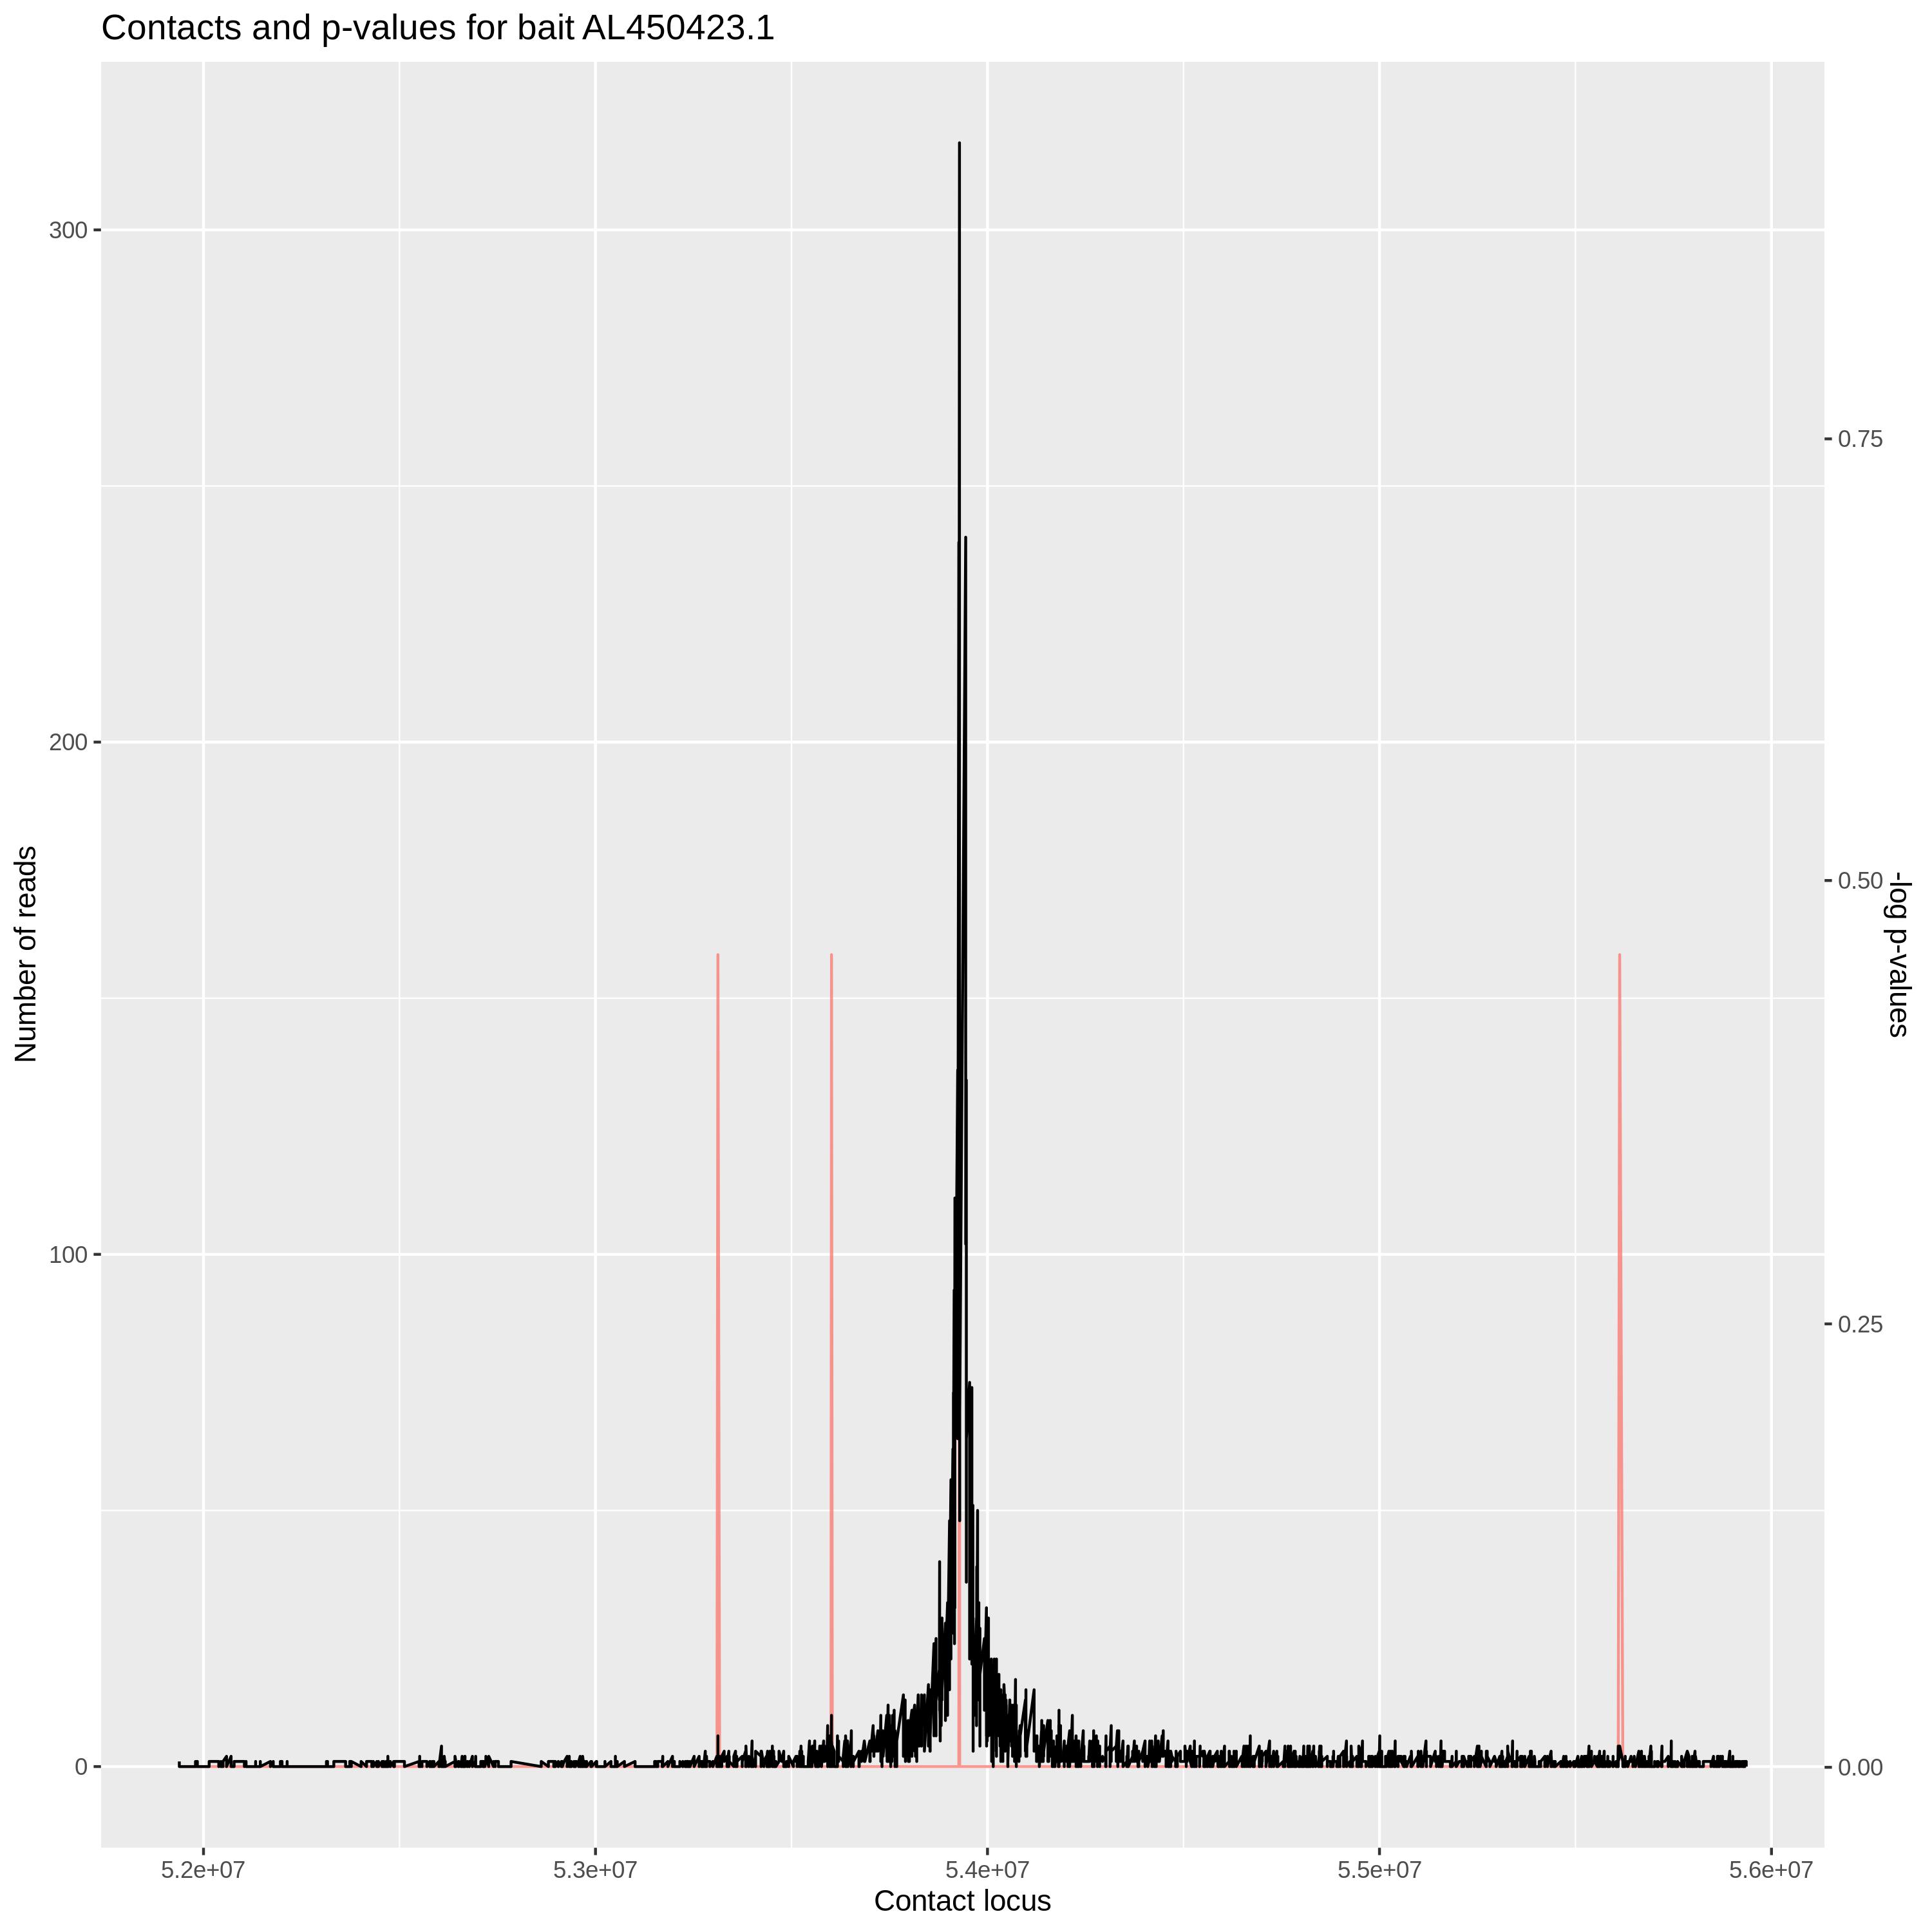 Contacts and p-values for bait AL450423.1
300
200
100
0
Number of reads
0.75
0.50
0.25
0.00
-log p-values
5.2e+07
5.3e+07
5.4e+07
5.5e+07
5.6e+07
Contact locus